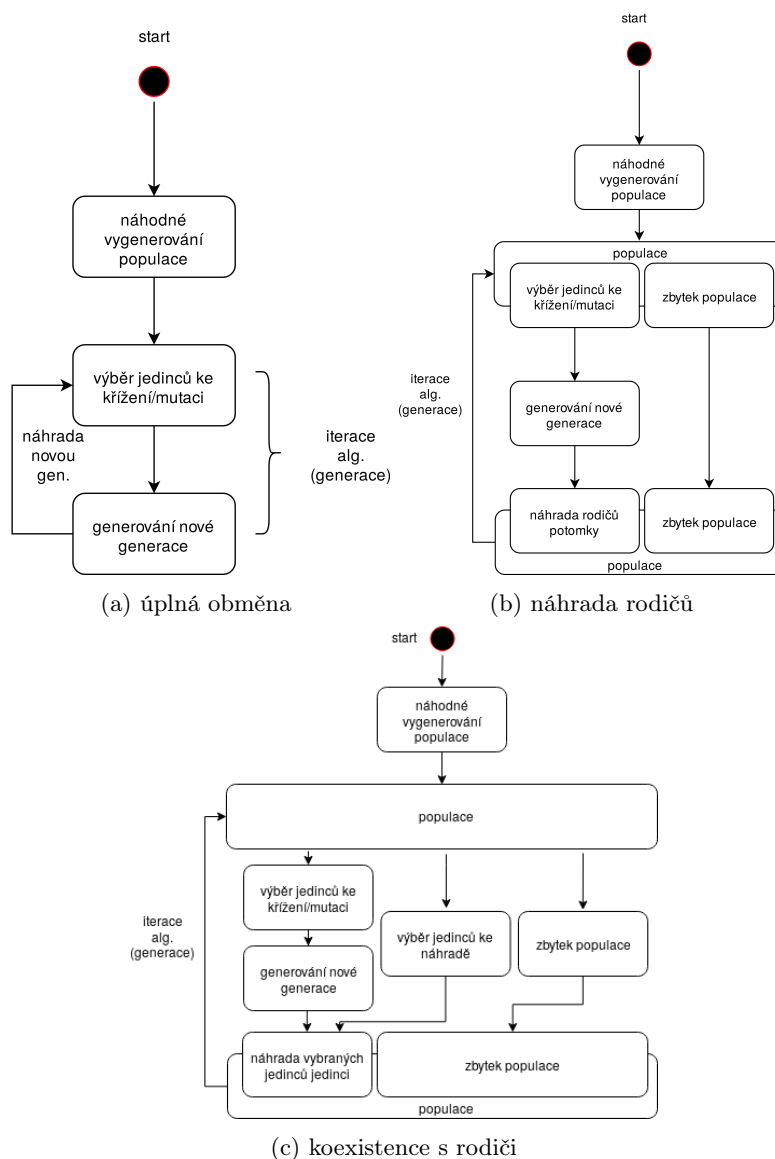 start
náhodné
vygenerování
populace
výběr jedinců ke
křížení/mutaci
náhrada
novou
gen.
iterace
alg.
(generace)
generování nové
generace
(a) úplná obměna
start
náhodné
vygenerování
populace
populace
výběr jedinců ke
křížení/mutaci
zbytek populace
iterace
alg.
(generace)
generování nové
generace
náhrada rodičů
potomky
zbytek populace
populace
(b) náhrada rodičů
start
náhodné
vygenerování
populace
populace
výběr jedinců ke
křížení/mutaci
iterace
alg.
(generace)
výběr jedinců ke
náhradě
zbytek populace
generování nové
generace
náhrada vybraných
jedinců jedinci
zbytek populace
populace
(c) koexistence s rodiči